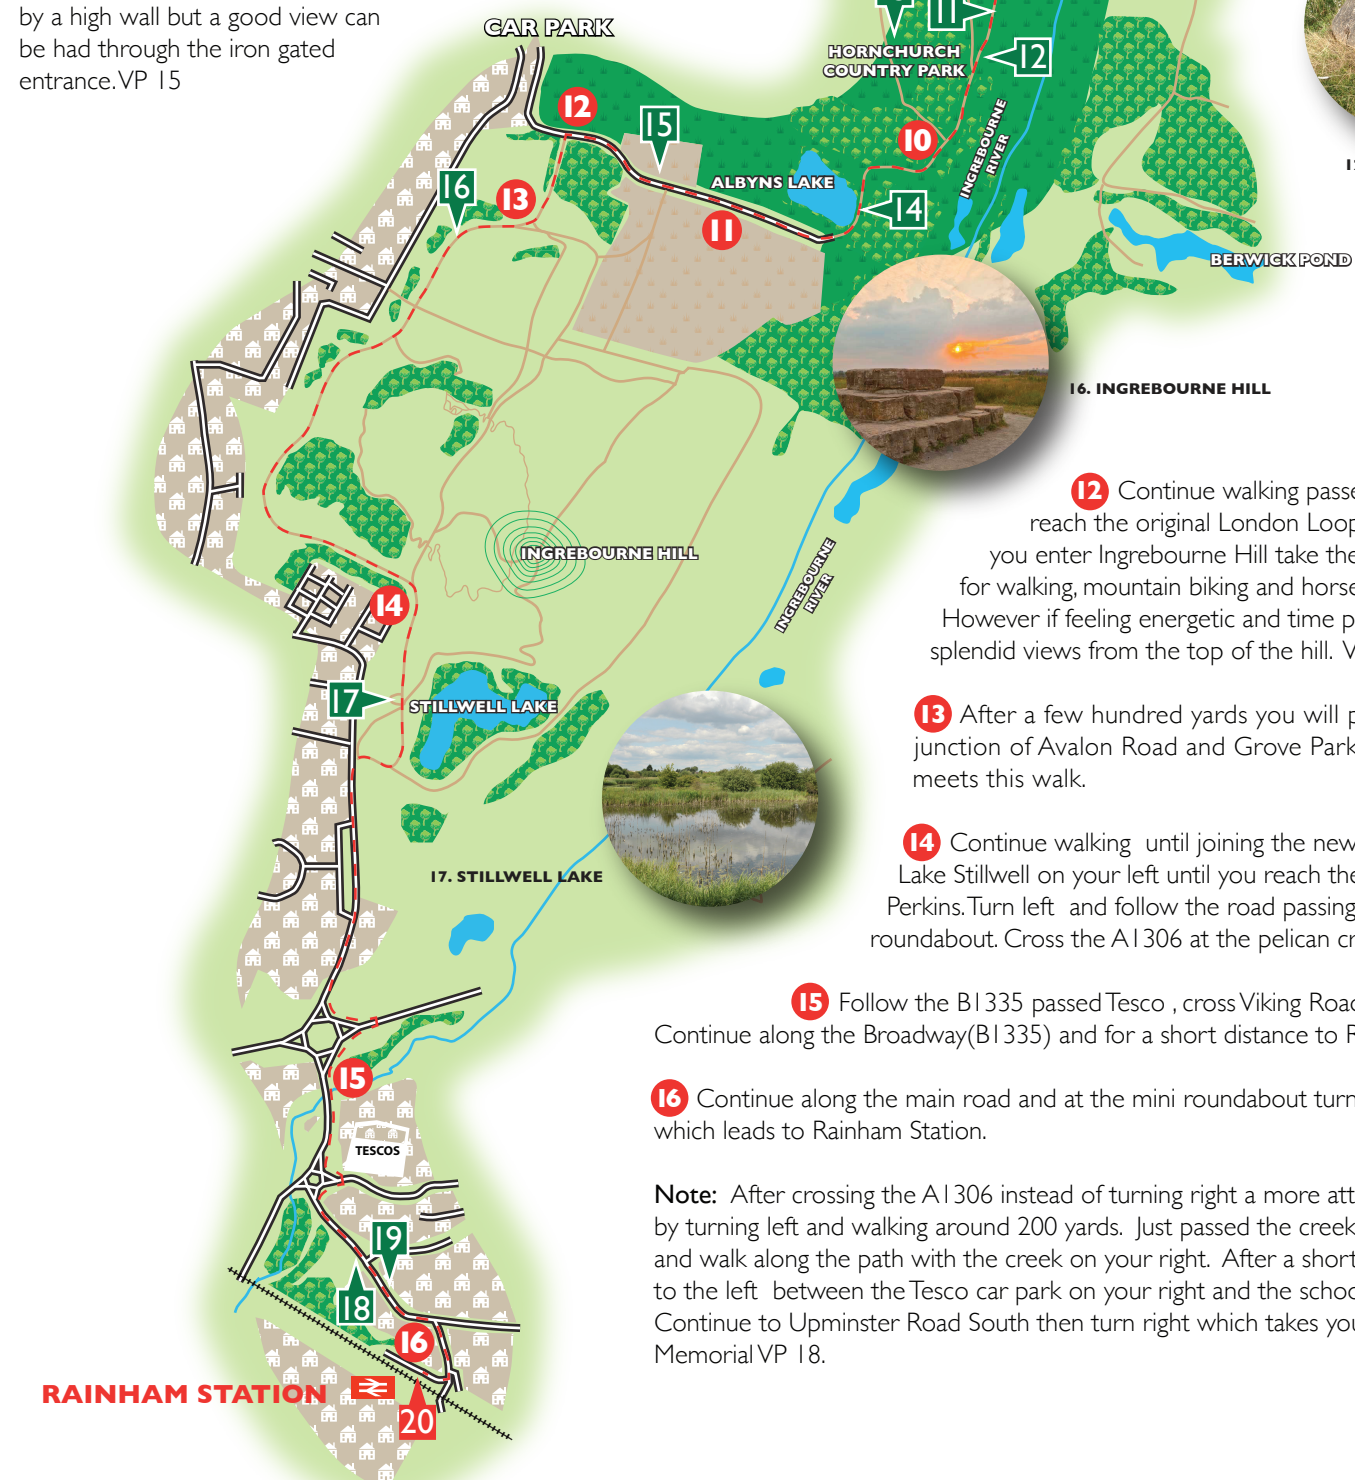 by a high wall but a good view can
be had through the iron gated
entrance. VP 15
CAR PARK
11
HORNCHURCH
COUNTRY PARK
12
12
15
10
INGREBOURNE
RIVER
ALBYNS LAKE
16
13
14
11
BERWICK POND
16. INGREBOURNE HILL
INGREBOURNE HILL
INGREBOURNE
RIVER
14
17
STILLWELL LAKE
17. STILLWELL LAKE
12 Continue walking passe
reach the original London Loop
you enter Ingrebourne Hill take the
for walking, mountain biking and horse
However if feeling energetic and time p
splendid views from the top of the hill. V
13 After a few hundred yards you will p
junction of Avalon Road and Grove Park
meets this walk.
14 Continue walking until joining the new
Lake Stillwell on your left until you reach the
Perkins. Turn left and follow the road passing
roundabout. Cross the A1306 at the pelican cr
15 Follow the B1335 passed Tesco , cross Viking Road
Continue along the Broadway(B1335) and for a short distance to R
16 Continue along the main road and at the mini roundabout turn
which leads to Rainham Station.
Note: After crossing the A1306 instead of turning right a more att
by turning left and walking around 200 yards. Just passed the creek
and walk along the path with the creek on your right. After a short
to the left between the Tesco car park on your right and the schoo
Continue to Upminster Road South then turn right which takes you
Memorial VP 18.
15
TESCOS
19
18
16
RAINHAM STATION
20